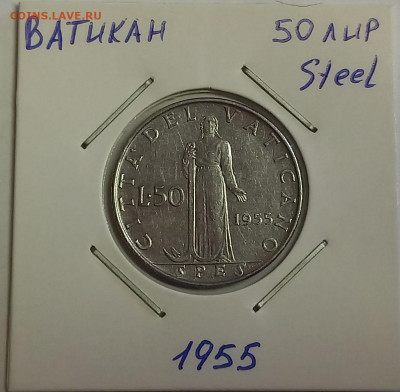 COINS.LAVE.RU
ВАТИКАН
50 лир
Steel
CITTA' DEL VATICANO
L.50
1955
SPES
1955